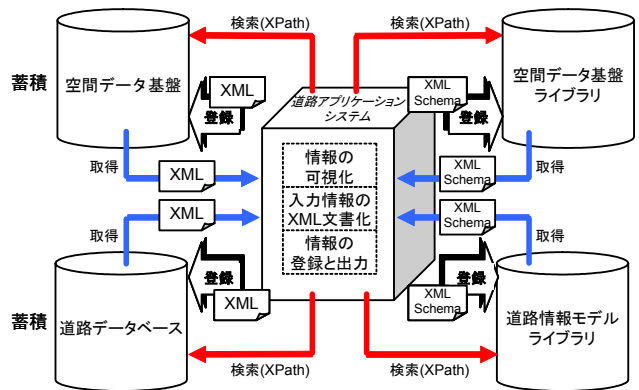 検索(XPath)
検索(XPath)
蓄積
空間データ基盤
XML
登録
道路アプリケーション
システム
XML
Schema
登録
空間データ基盤
ライブラリ
取得
XML
情報の
可視化
XML
Schema
取得
入力情報の
XML文書化
取得
XML
XML
Schema
取得
情報の
登録と出力
蓄積
道路データベース
登録
XML
登録
XML
Schema
道路情報モデル
ライブラリ
検索(XPath)
検索(XPath)